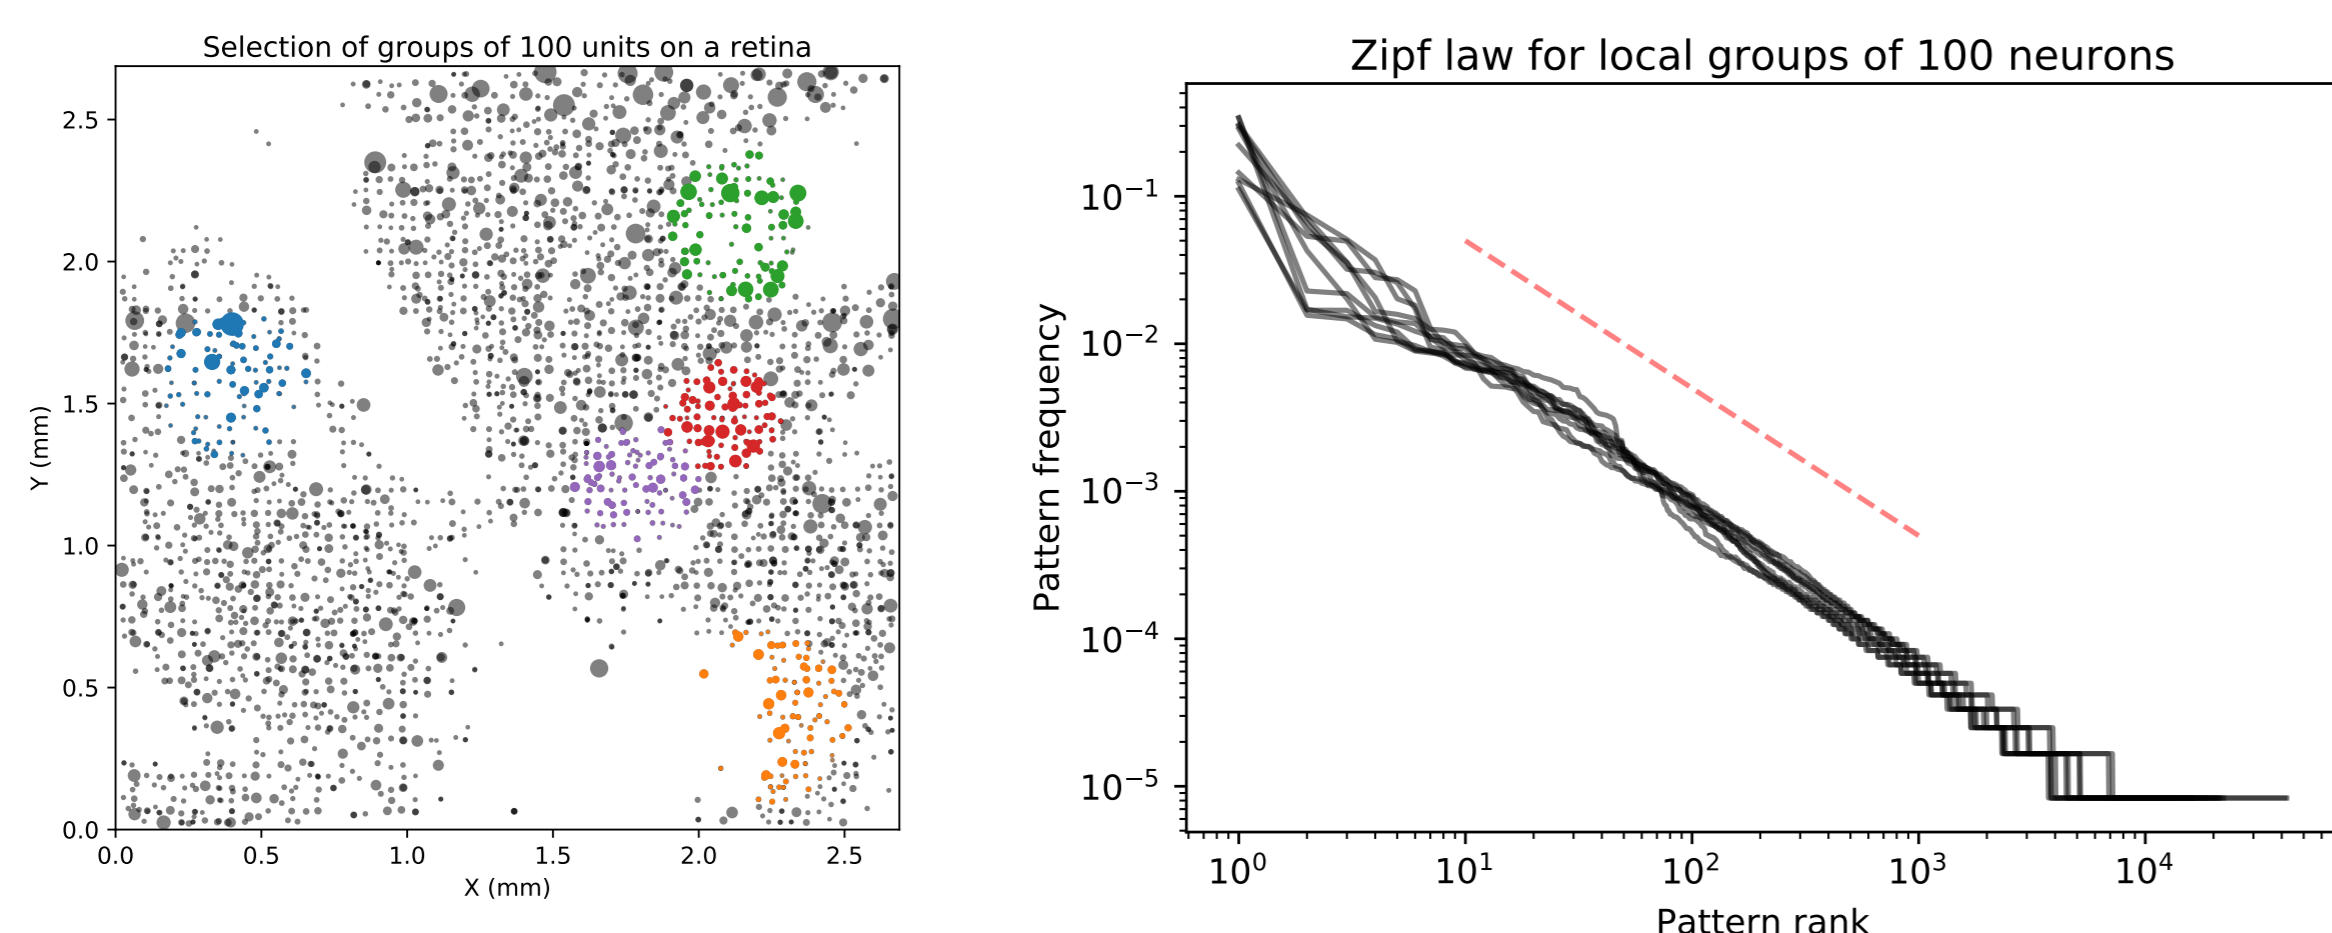 Selection of groups of 100 units on a retina
2.5
2.0
1.5
1.0
0.5
0.0
Y (mm)
0.0 0.5 1.0 1.5 2.0 2.5
X (mm)
Zipf law for local groups of 100 neurons
10⁻¹
10⁻²
10⁻³
10⁻⁴
10⁻⁵
Pattern frequency
10⁰ 10¹ 10² 10³ 10⁴
Pattern rank